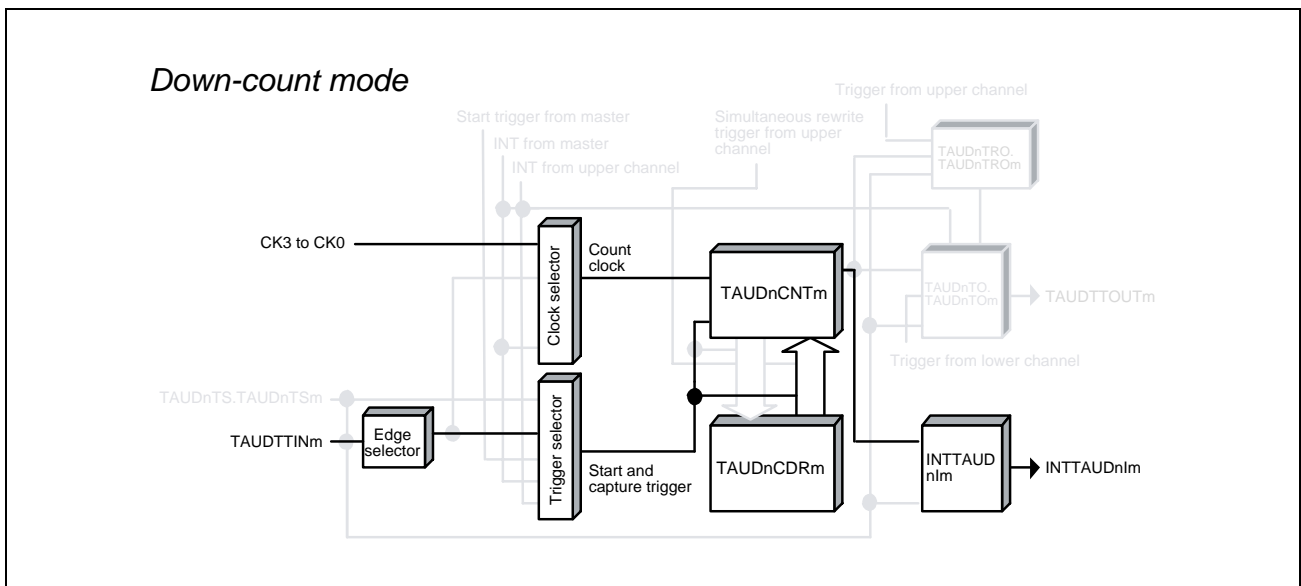 Down-count mode
Trigger from upper channel
Start trigger from master
Simultaneous rewrite
trigger from upper
channel
INT from master
INT from upper channel
TAUDnTRO.
TAUDnTROm
CK3 to CK0
Clock selector
Count
clock
TAUDnCNTm
TAUDnTO.
TAUDnTOm
TAUDTTOUTm
Trigger from lower channel
TAUDnTS.TAUDnTSm
TAUDTTINm
Edge
selector
Trigger selector
Start and
capture trigger
TAUDnCDRm
INTTAUD
nIm
INTTAUDnIm